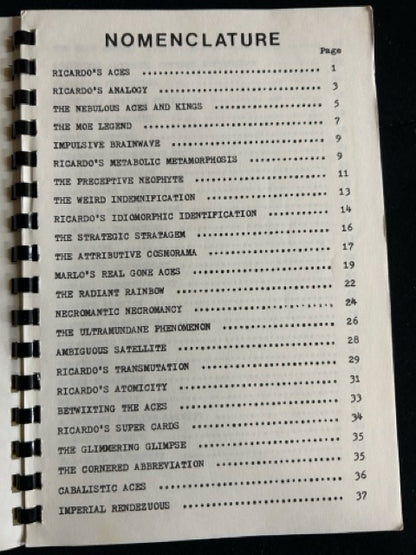 NOMENCLATURE
Page
RICARDO'S ACES .................................. 1
RICARDO'S ANALOGY ............................... 3
THE NEBULOUS ACES AND KINGS ..................... 5
THE MOE LEGEND .................................. 7
IMPULSIVE BRAINWAVE ............................. 9
RICARDO'S METABOLIC METAMORPHOSIS ............... 9
THE PRECEPTIVE NEOPHYTE ......................... 11
THE WEIRD INDEMNIFICATION ....................... 13
RICARDO'S IDIOMORPHIC IDENTIFICATION ............ 14
THE STRATEGIC STRATAGEM ......................... 16
THE ATTRIBUTIVE COSMORAMA ....................... 17
MARLO'S REAL GONE ACES .......................... 19
THE RADIANT RAINBOW ............................. 22
NECROMANTIC NECROMANCY .......................... 24
THE ULTRAMUNDANE PHENOMENON ..................... 26
AMBIGUOUS SATELLITE ............................. 28
RICARDO'S TRANSMUTATION ......................... 29
RICARDO'S ATOMICITY ............................. 31
BETWIXTING THE ACES ............................. 33
RICARDO'S SUPER CARDS ........................... 34
THE GLIMMERING GLIMPSE .......................... 35
THE CORNERED ABBREVIATION ....................... 35
CABALISTIC ACES ................................. 36
IMPERIAL RENDEZUOUS ............................. 37